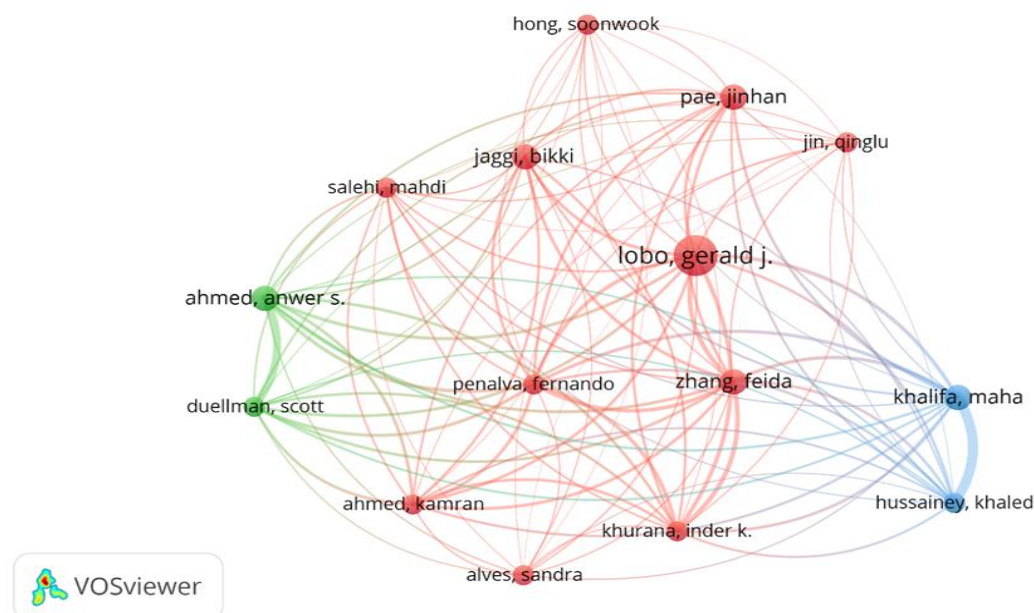 hong, soonwook
pae, jinhan
jin, qinglu
jaggi, bikki
salehi, mahdi
lobo, gerald j.
ahmed, anwer s.
penalva, fernando
zhang, feida
khalifa, maha
duellman, scott
ahmed, kamran
hussainey, khaled
khurana, inder k.
alves, sandra
VOSviewer